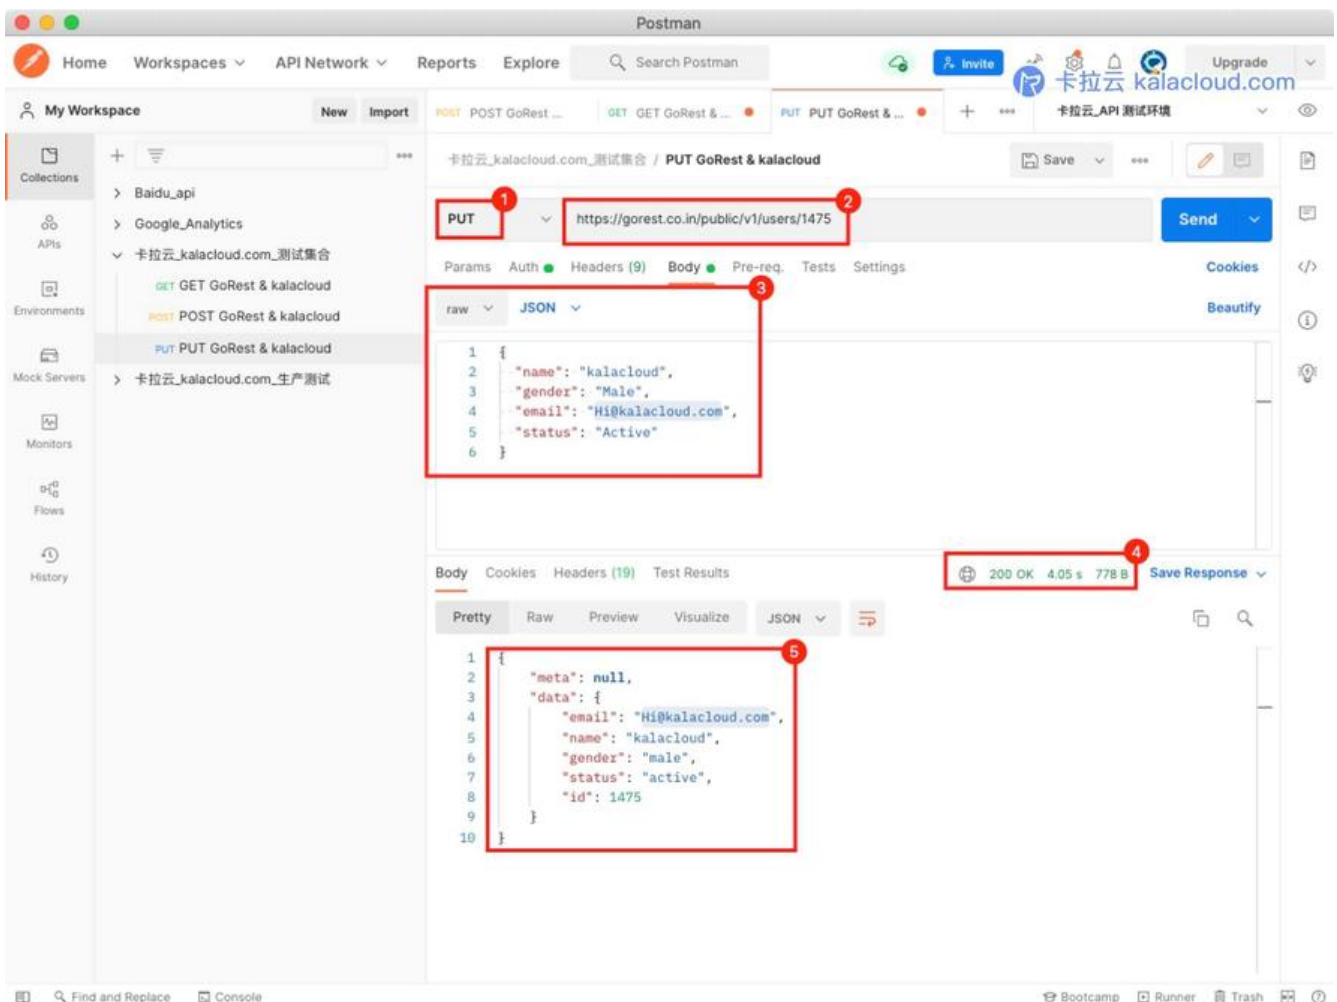 Postman
Home Workspaces API Network Reports Explore Search Postman Invite Upgrade
卡拉云 kalacloud.com
My Workspace New Import POST POST GoRest ... GET GET GoRest & ... PUT PUT GoRest & ... + 卡拉云_API 测试环境
Collections
APIs
Environments
Mock Servers
Monitors
Flows
History
Baidu_api
Google_Analytics
卡拉云_kalacloud.com_测试集合
GET GET GoRest & kalacloud
POST POST GoRest & kalacloud
PUT PUT GoRest & kalacloud
卡拉云_kalacloud.com_生产测试
卡拉云_kalacloud.com_测试集合 / PUT GoRest & kalacloud Save
1 2
PUT https://gorest.co.in/public/v1/users/1475 Send
Params Auth Headers (9) Body Pre-req. Tests Settings Cookies
3
raw JSON Beautify
1 {
2 "name": "kalacloud",
3 "gender": "Male",
4 "email": "Hi@kalacloud.com",
5 "status": "Active"
6 }
4
Body Cookies Headers (19) Test Results 200 OK 4.05 s 778 B Save Response
Pretty Raw Preview Visualize JSON
5
1 {
2 "meta": null,
3 "data": {
4 "email": "Hi@kalacloud.com",
5 "name": "kalacloud",
6 "gender": "male",
7 "status": "active",
8 "id": 1475
9 }
10 }
Find and Replace Console Bootcamp Runner Trash